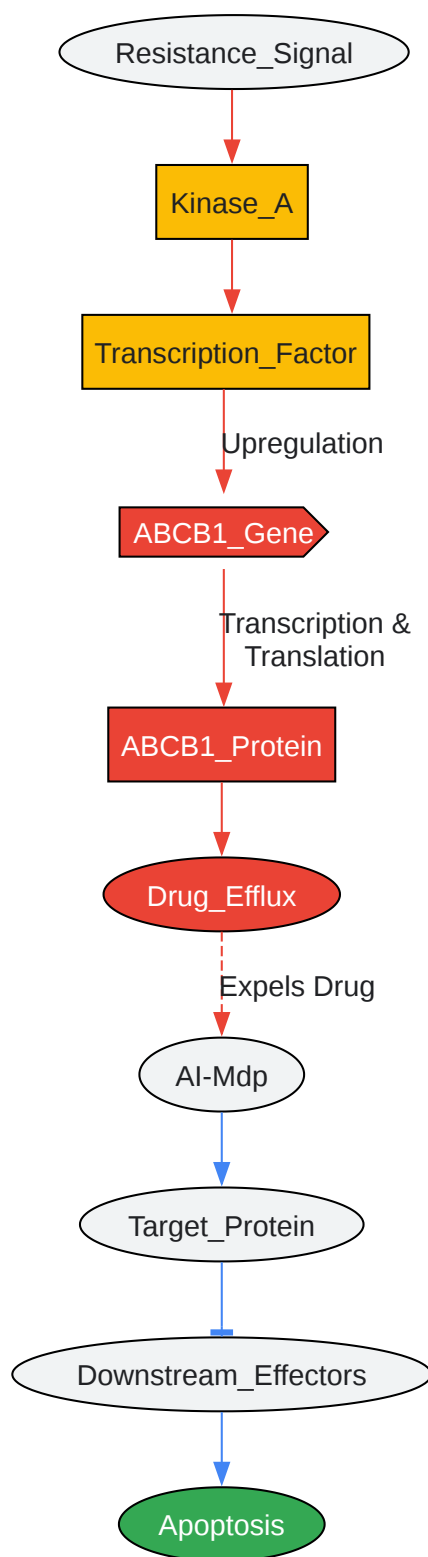 Resistance_Signal
Kinase_A
Transcription_Factor
Upregulation
ABCB1_Gene
Transcription &
Translation
ABCB1_Protein
Drug_Efflux
Expels Drug
AI-Mdp
Target_Protein
Downstream_Effectors
Apoptosis